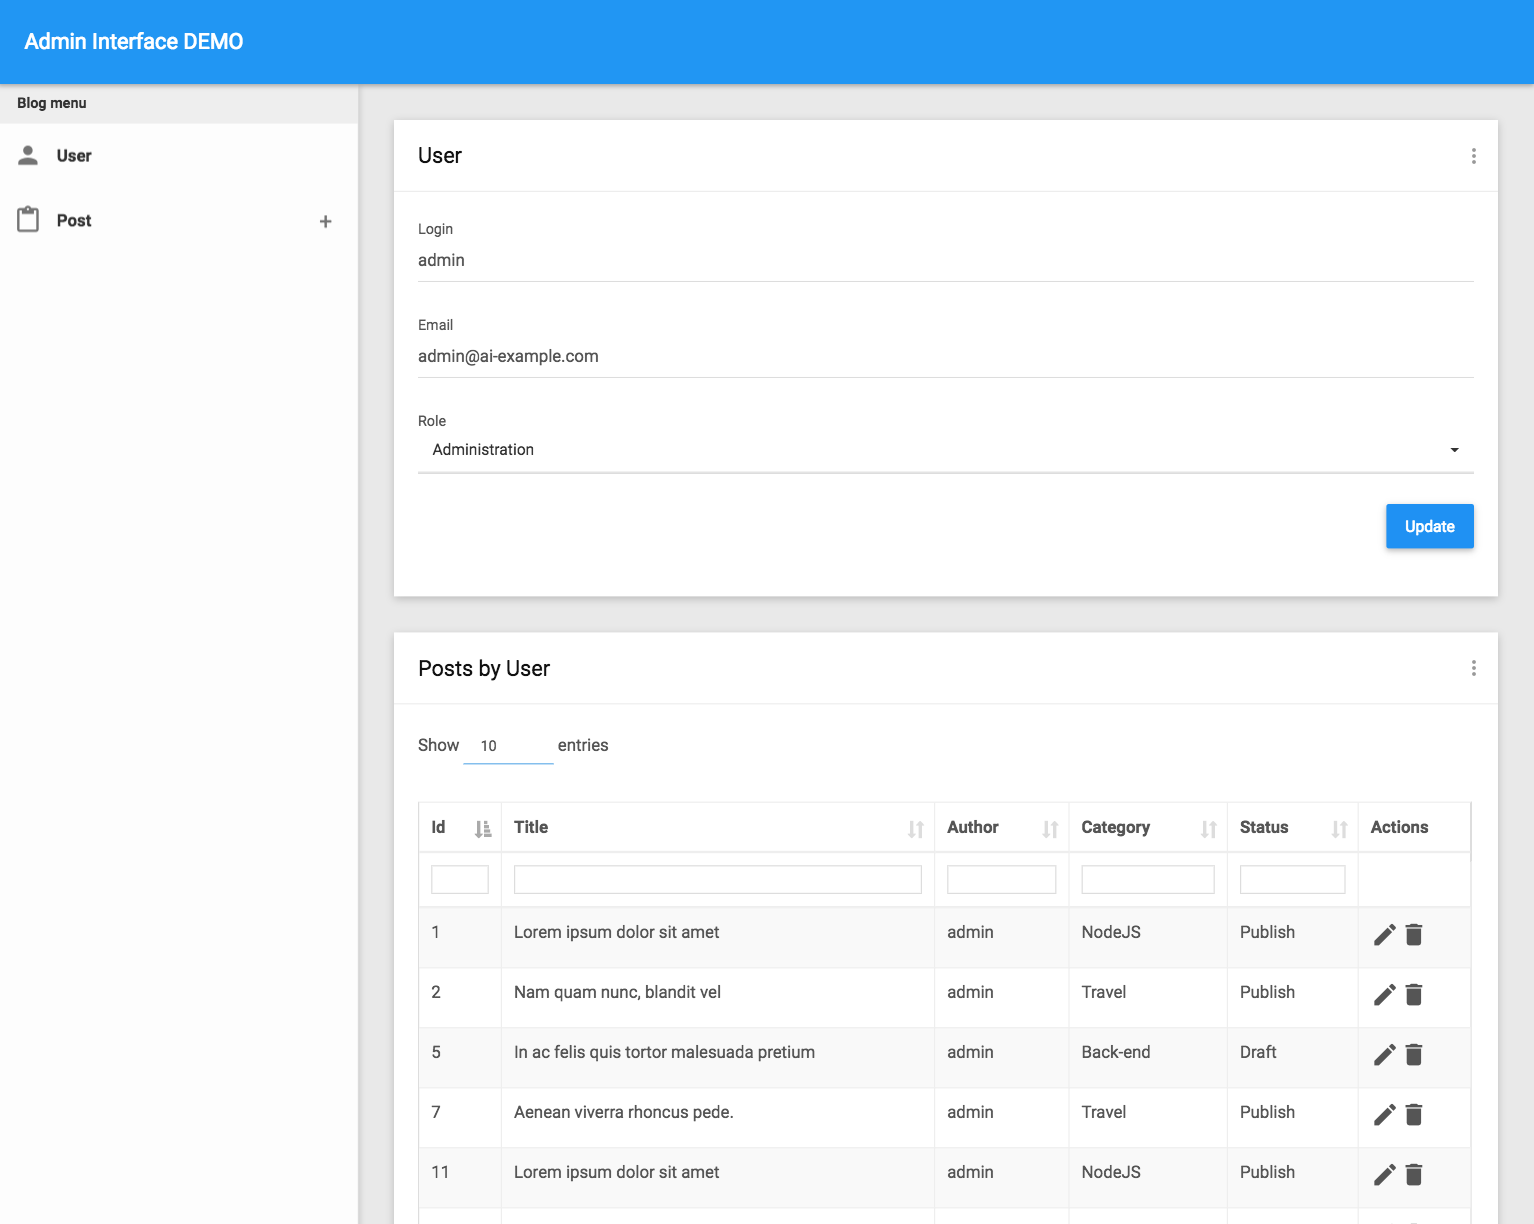 Admin Interface DEMO
Blog menu
User
Post
User
Login
admin
Email
admin@ai-example.com
Role
Administration
Update
Posts by User
Show 10 entries
Id Title Author Category Status Actions
1 Lorem ipsum dolor sit amet admin NodeJS Publish
2 Nam quam nunc, blandit vel admin Travel Publish
5 In ac felis quis tortor malesuada pretium admin Back-end Draft
7 Aenean viverra rhoncus pede. admin Travel Publish
11 Lorem ipsum dolor sit amet admin NodeJS Publish